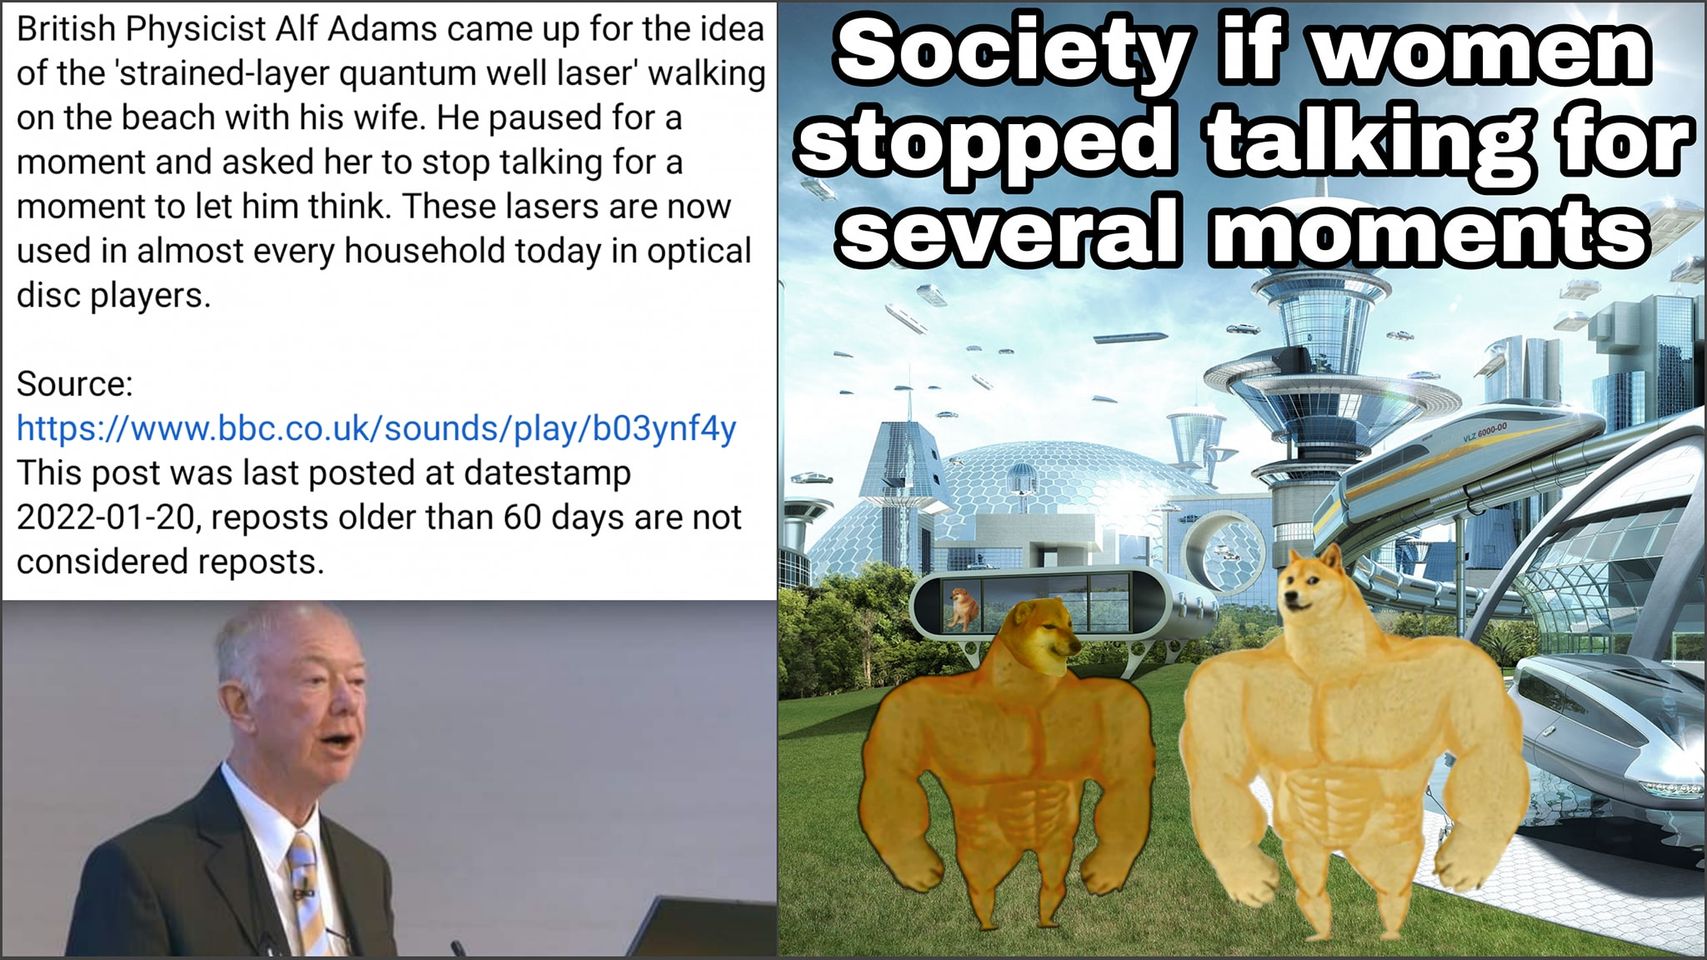 British Physicist Alf Adams came up for the idea
of the 'strained-layer quantum well laser' walking
on the beach with his wife. He paused for a
moment and asked her to stop talking for a
moment to let him think. These lasers are now
used in almost every household today in optical
disc players.
Source:
https://www.bbc.co.uk/sounds/play/b03ynf4y
This post was last posted at datestamp
2022-01-20, reposts older than 60 days are not
considered reposts.
Society if women
stopped talking for
several moments
VLZ 6000-00